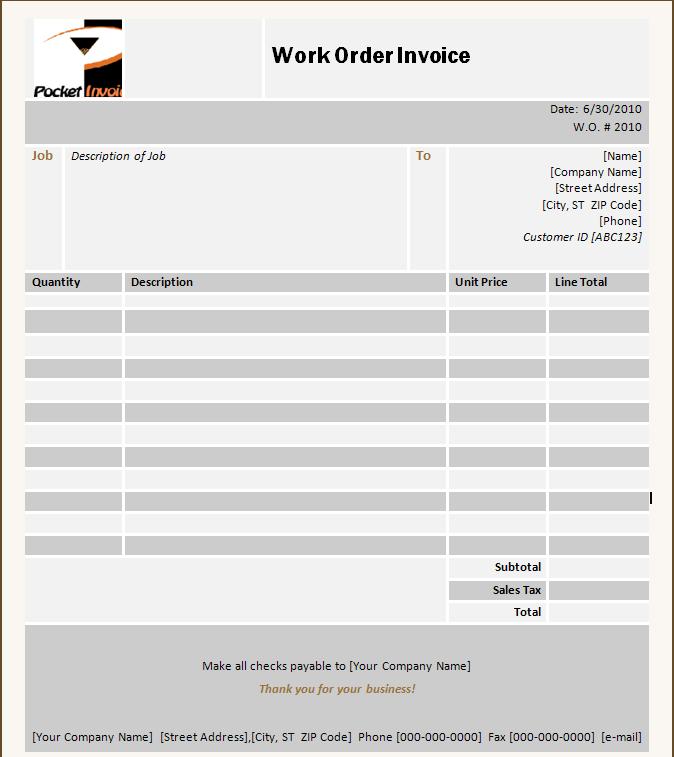 Pocket Invoi
Work Order Invoice
Date: 6/30/2010
W.O. # 2010
Job
Description of Job
To
[Name]
[Company Name]
[Street Address]
[City, ST  ZIP Code]
[Phone]
Customer ID [ABC123]
Quantity Description Unit Price Line Total
Subtotal
Sales Tax
Total
Make all checks payable to [Your Company Name]
Thank you for your business!
[Your Company Name]  [Street Address],[City, ST  ZIP Code]  Phone [000-000-0000]  Fax [000-000-0000]  [e-mail]